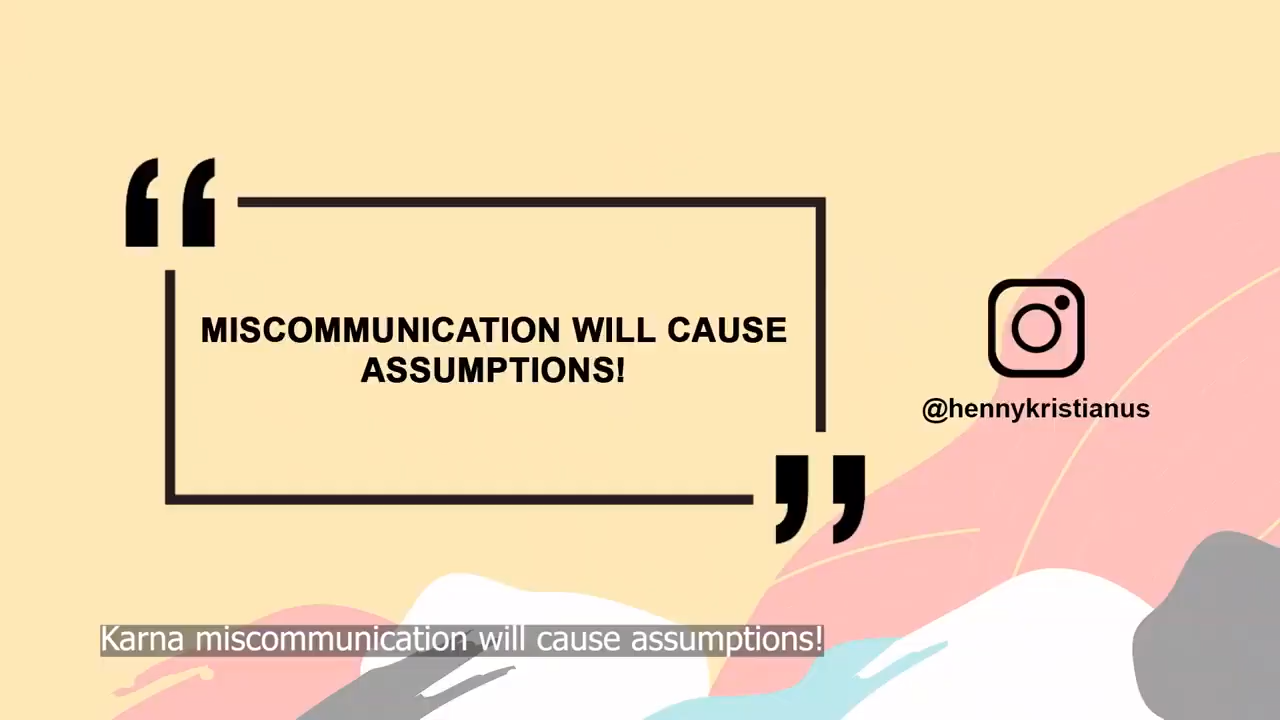 MISCOMMUNICATION WILL CAUSE
ASSUMPTIONS!
@hennykristianus
Karna miscommunication will cause assumptions!